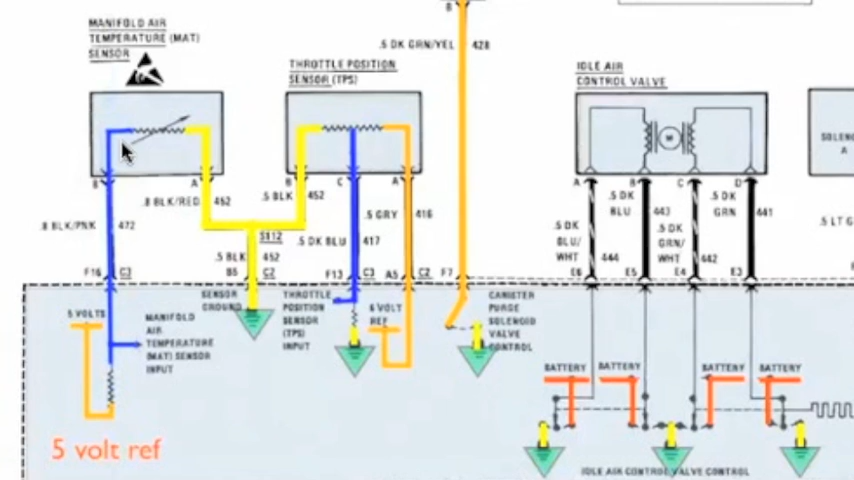 MANIFOLD AIR
TEMPERATURE (MAT)
SENSOR
THROTTLE POSITION
SENSOR (TPS)
B
.5 DK GRN/YEL
428
IDLE AIR
CONTROL VALVE
M
SOLENO
A
B
A
B
C
A
A
B
C
D
.8 BLK/PNK
472
.8 BLK/RED
452
.5 BLK
452
S112
.5 BLK
452
.5 DK BLU
417
.5 GRY
416
.5 DK
BLU/
WHT
444
.5 DK
BLU
443
.5 DK
GRN/
WHT
442
.5 DK
GRN
441
.5 LT G
F16
C3
B5
C2
F13
C3
A5
C2
F7
E6
E5
E4
E3
5 VOLTS
MANIFOLD
AIR
TEMPERATURE
(MAT) SENSOR
INPUT
SENSOR
GROUND
THROTTLE
POSITION
SENSOR
(TPS)
INPUT
VOLT
REF
CANISTER
PURGE
SOLENOID
VALVE
CONTROL
BATTERY
BATTERY
BATTERY
BATTERY
5 volt ref
IDLE AIR CONTROL VALVE CONTROL